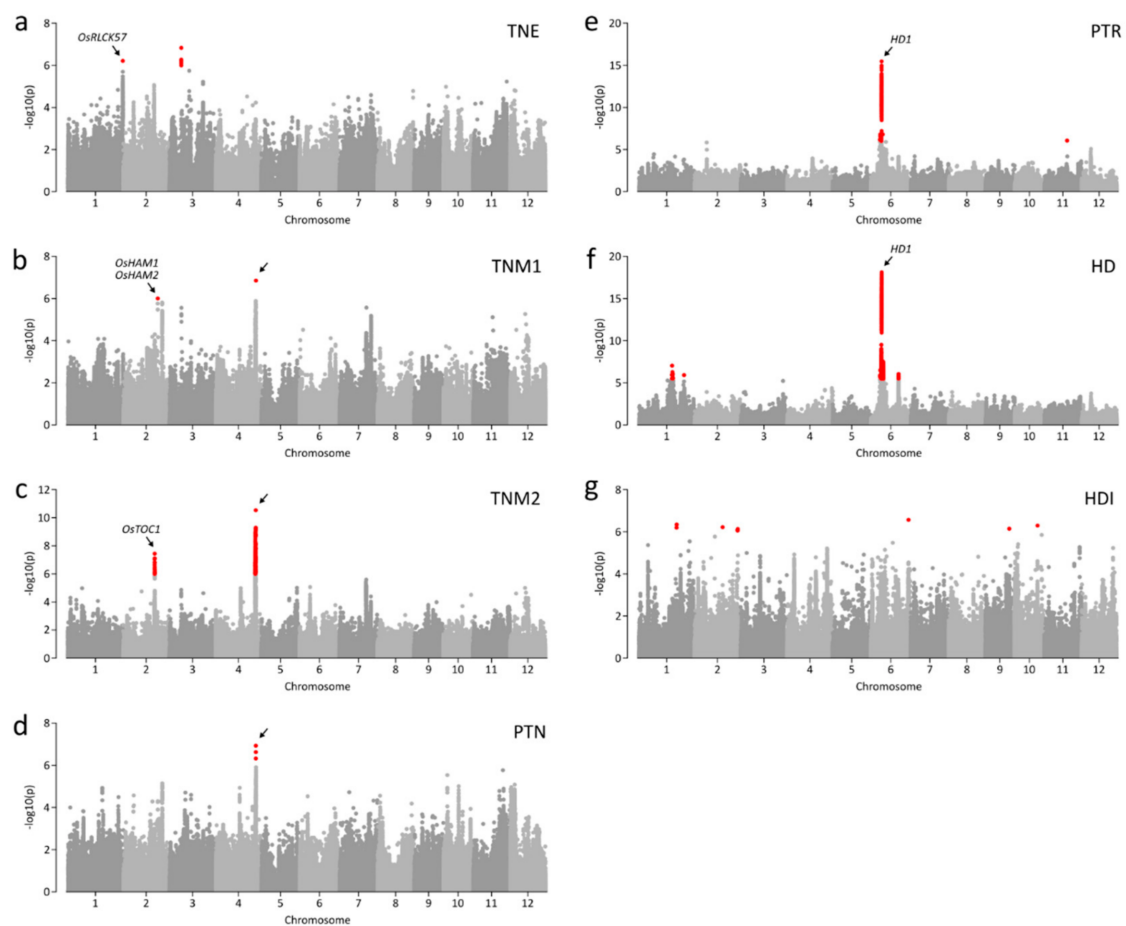 a
TNE
OsRLCK57
8
6
4
2
0
-log10(p)
1 2 3 4 5 6 7 8 9 10 11 12
Chromosome
b
TNM1
OsHAM1
OsHAM2
8
6
4
2
0
-log10(p)
1 2 3 4 5 6 7 8 9 10 11 12
Chromosome
c
TNM2
OsTOC1
12
10
8
6
4
2
0
-log10(p)
1 2 3 4 5 6 7 8 9 10 11 12
Chromosome
d
PTN
8
6
4
2
0
-log10(p)
1 2 3 4 5 6 7 8 9 10 11 12
Chromosome
e
PTR
HD1
20
15
10
5
0
-log10(p)
1 2 3 4 5 6 7 8 9 10 11 12
Chromosome
f
HD
HD1
20
15
10
5
0
-log10(p)
1 2 3 4 5 6 7 8 9 10 11 12
Chromosome
g
HDI
8
6
4
2
0
-log10(p)
1 2 3 4 5 6 7 8 9 10 11 12
Chromosome